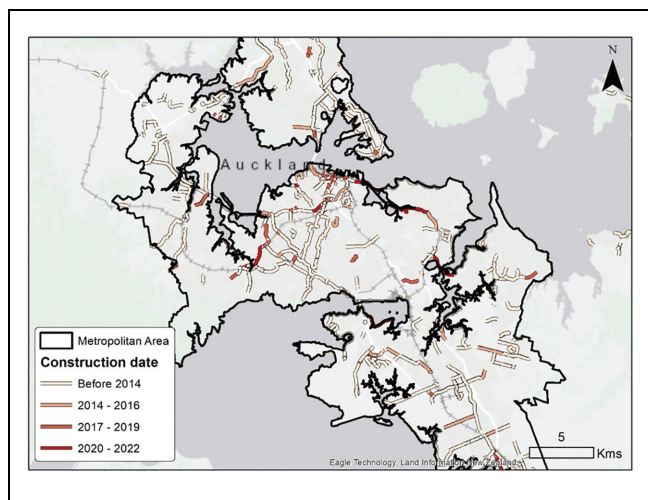 N
Auckland
Metropolitan Area
Construction date
Before 2014
2014 - 2016
2017 - 2019
2020 - 2022
5
Kms
Eagle Technology, Land Information New Zealand,